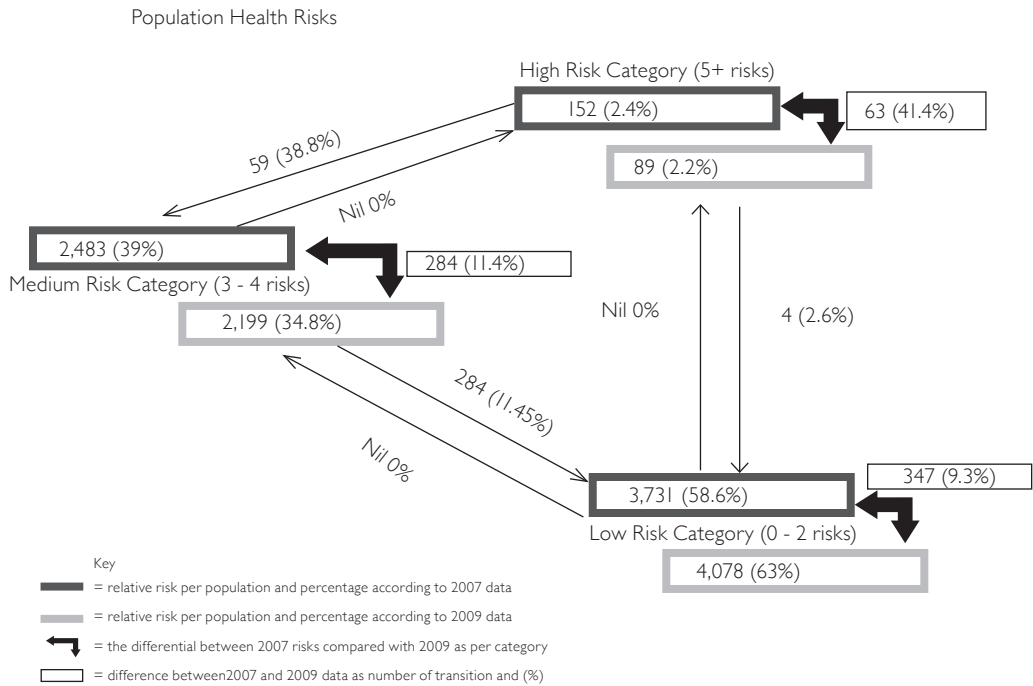 Population Health Risks
High Risk Category (5+ risks)
152 (2.4%)
63 (41.4%)
89 (2.2%)
59 (38.8%)
Nil 0%
2,483 (39%)
Medium Risk Category (3 - 4 risks)
284 (11.4%)
2,199 (34.8%)
Nil 0%
4 (2.6%)
284 (11.45%)
Nil 0%
347 (9.3%)
3,731 (58.6%)
Low Risk Category (0 - 2 risks)
4,078 (63%)
Key
= relative risk per population and percentage according to 2007 data
= relative risk per population and percentage according to 2009 data
= the differential between 2007 risks compared with 2009 as per category
= difference between2007 and 2009 data as number of transition and (%)